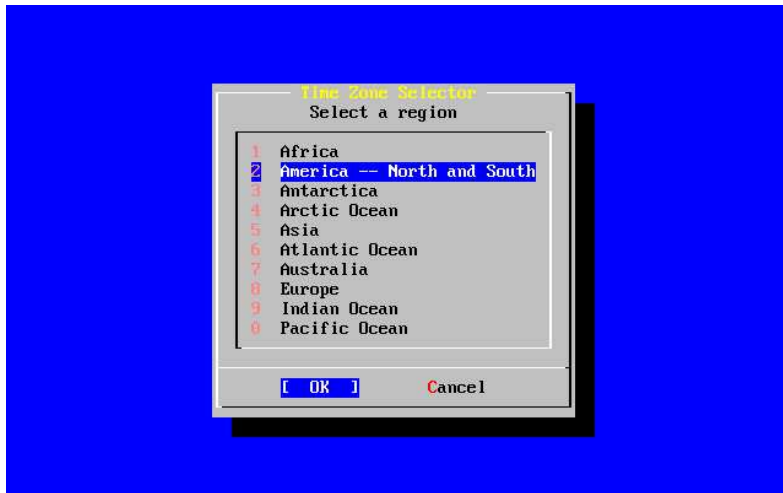 Time Zone Selector
Select a region
1 Africa
2 America -- North and South
3 Antarctica
4 Arctic Ocean
5 Asia
6 Atlantic Ocean
7 Australia
8 Europe
9 Indian Ocean
0 Pacific Ocean
[ OK ] Cancel